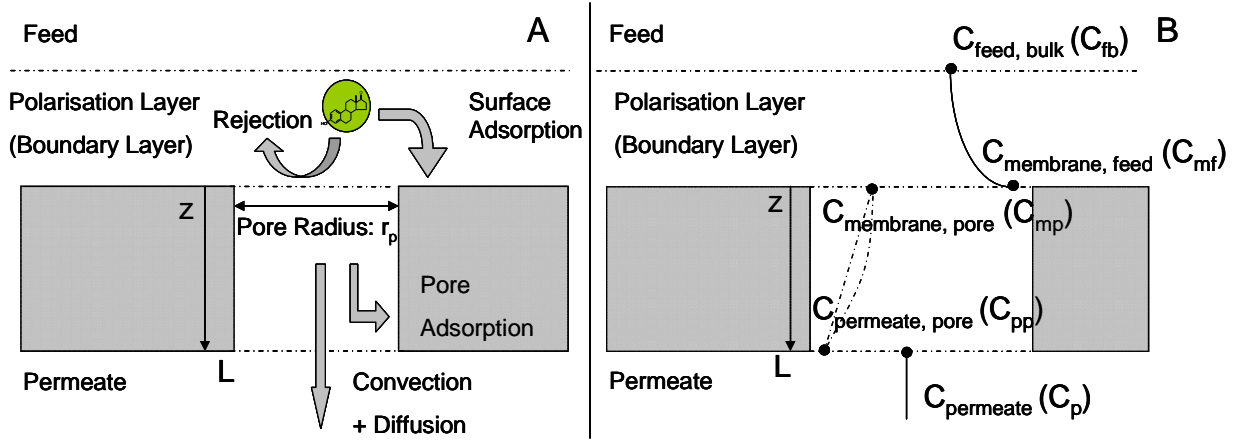 Feed
A
Polarisation Layer
(Boundary Layer)
Rejection
HO
O
Surface
Adsorption
z
Pore Radius: rp
Pore
Adsorption
L
Permeate
Convection
+ Diffusion
Feed
B
Cfeed, bulk (Cfb)
Polarisation Layer
(Boundary Layer)
Cmembrane, feed (Cmf)
z
Cmembrane, pore (Cmp)
Cpermeate, pore (Cpp)
L
Permeate
Cpermeate (Cp)